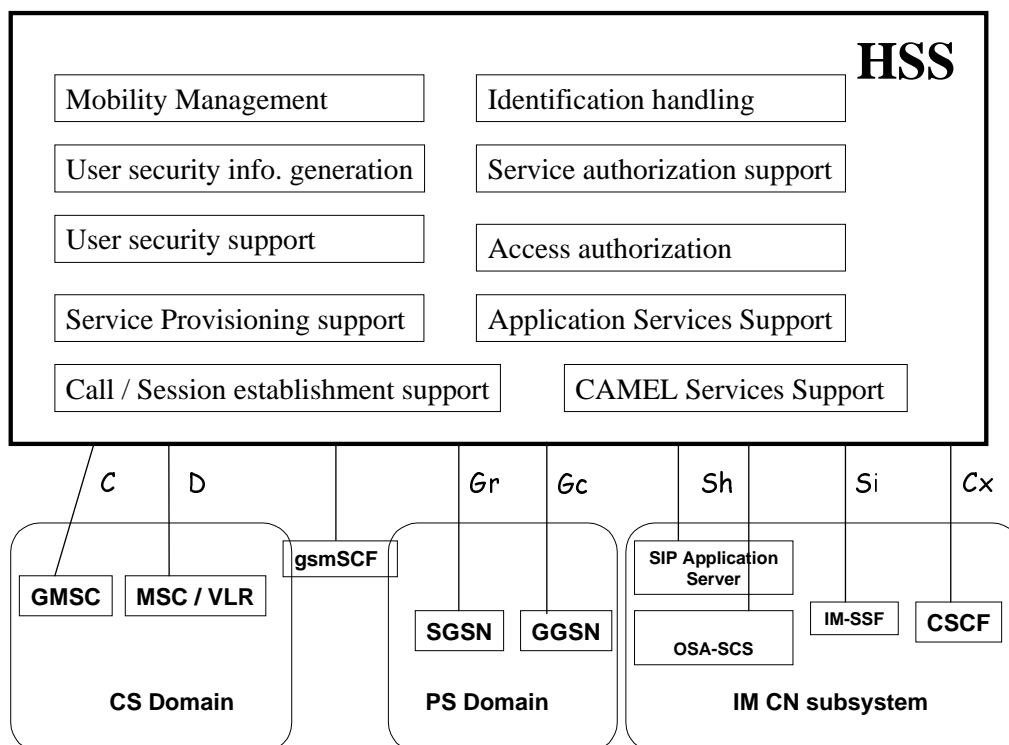 HSS
Mobility Management
Identification handling
User security info. generation
Service authorization support
User security support
Access authorization
Service Provisioning support
Application Services Support
Call / Session establishment support
CAMEL Services Support
C
D
Gr
Gc
Sh
Si
Cx
gsmSCF
SIP Application
Server
GMSC
MSC / VLR
SGSN
GGSN
OSA-SCS
IM-SSF
CSCF
CS Domain
PS Domain
IM CN subsystem